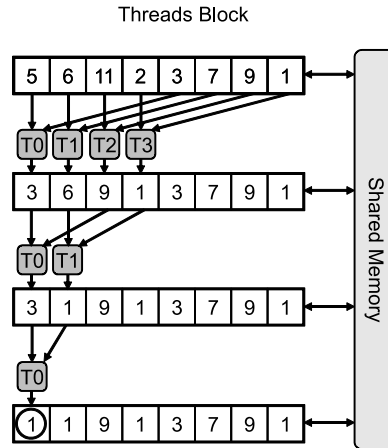 Threads Block
5 6 11 2 3 7 9 1
T0 T1 T2 T3
3 6 9 1 3 7 9 1
T0 T1
3 1 9 1 3 7 9 1
T0
1 1 9 1 3 7 9 1
Shared Memory